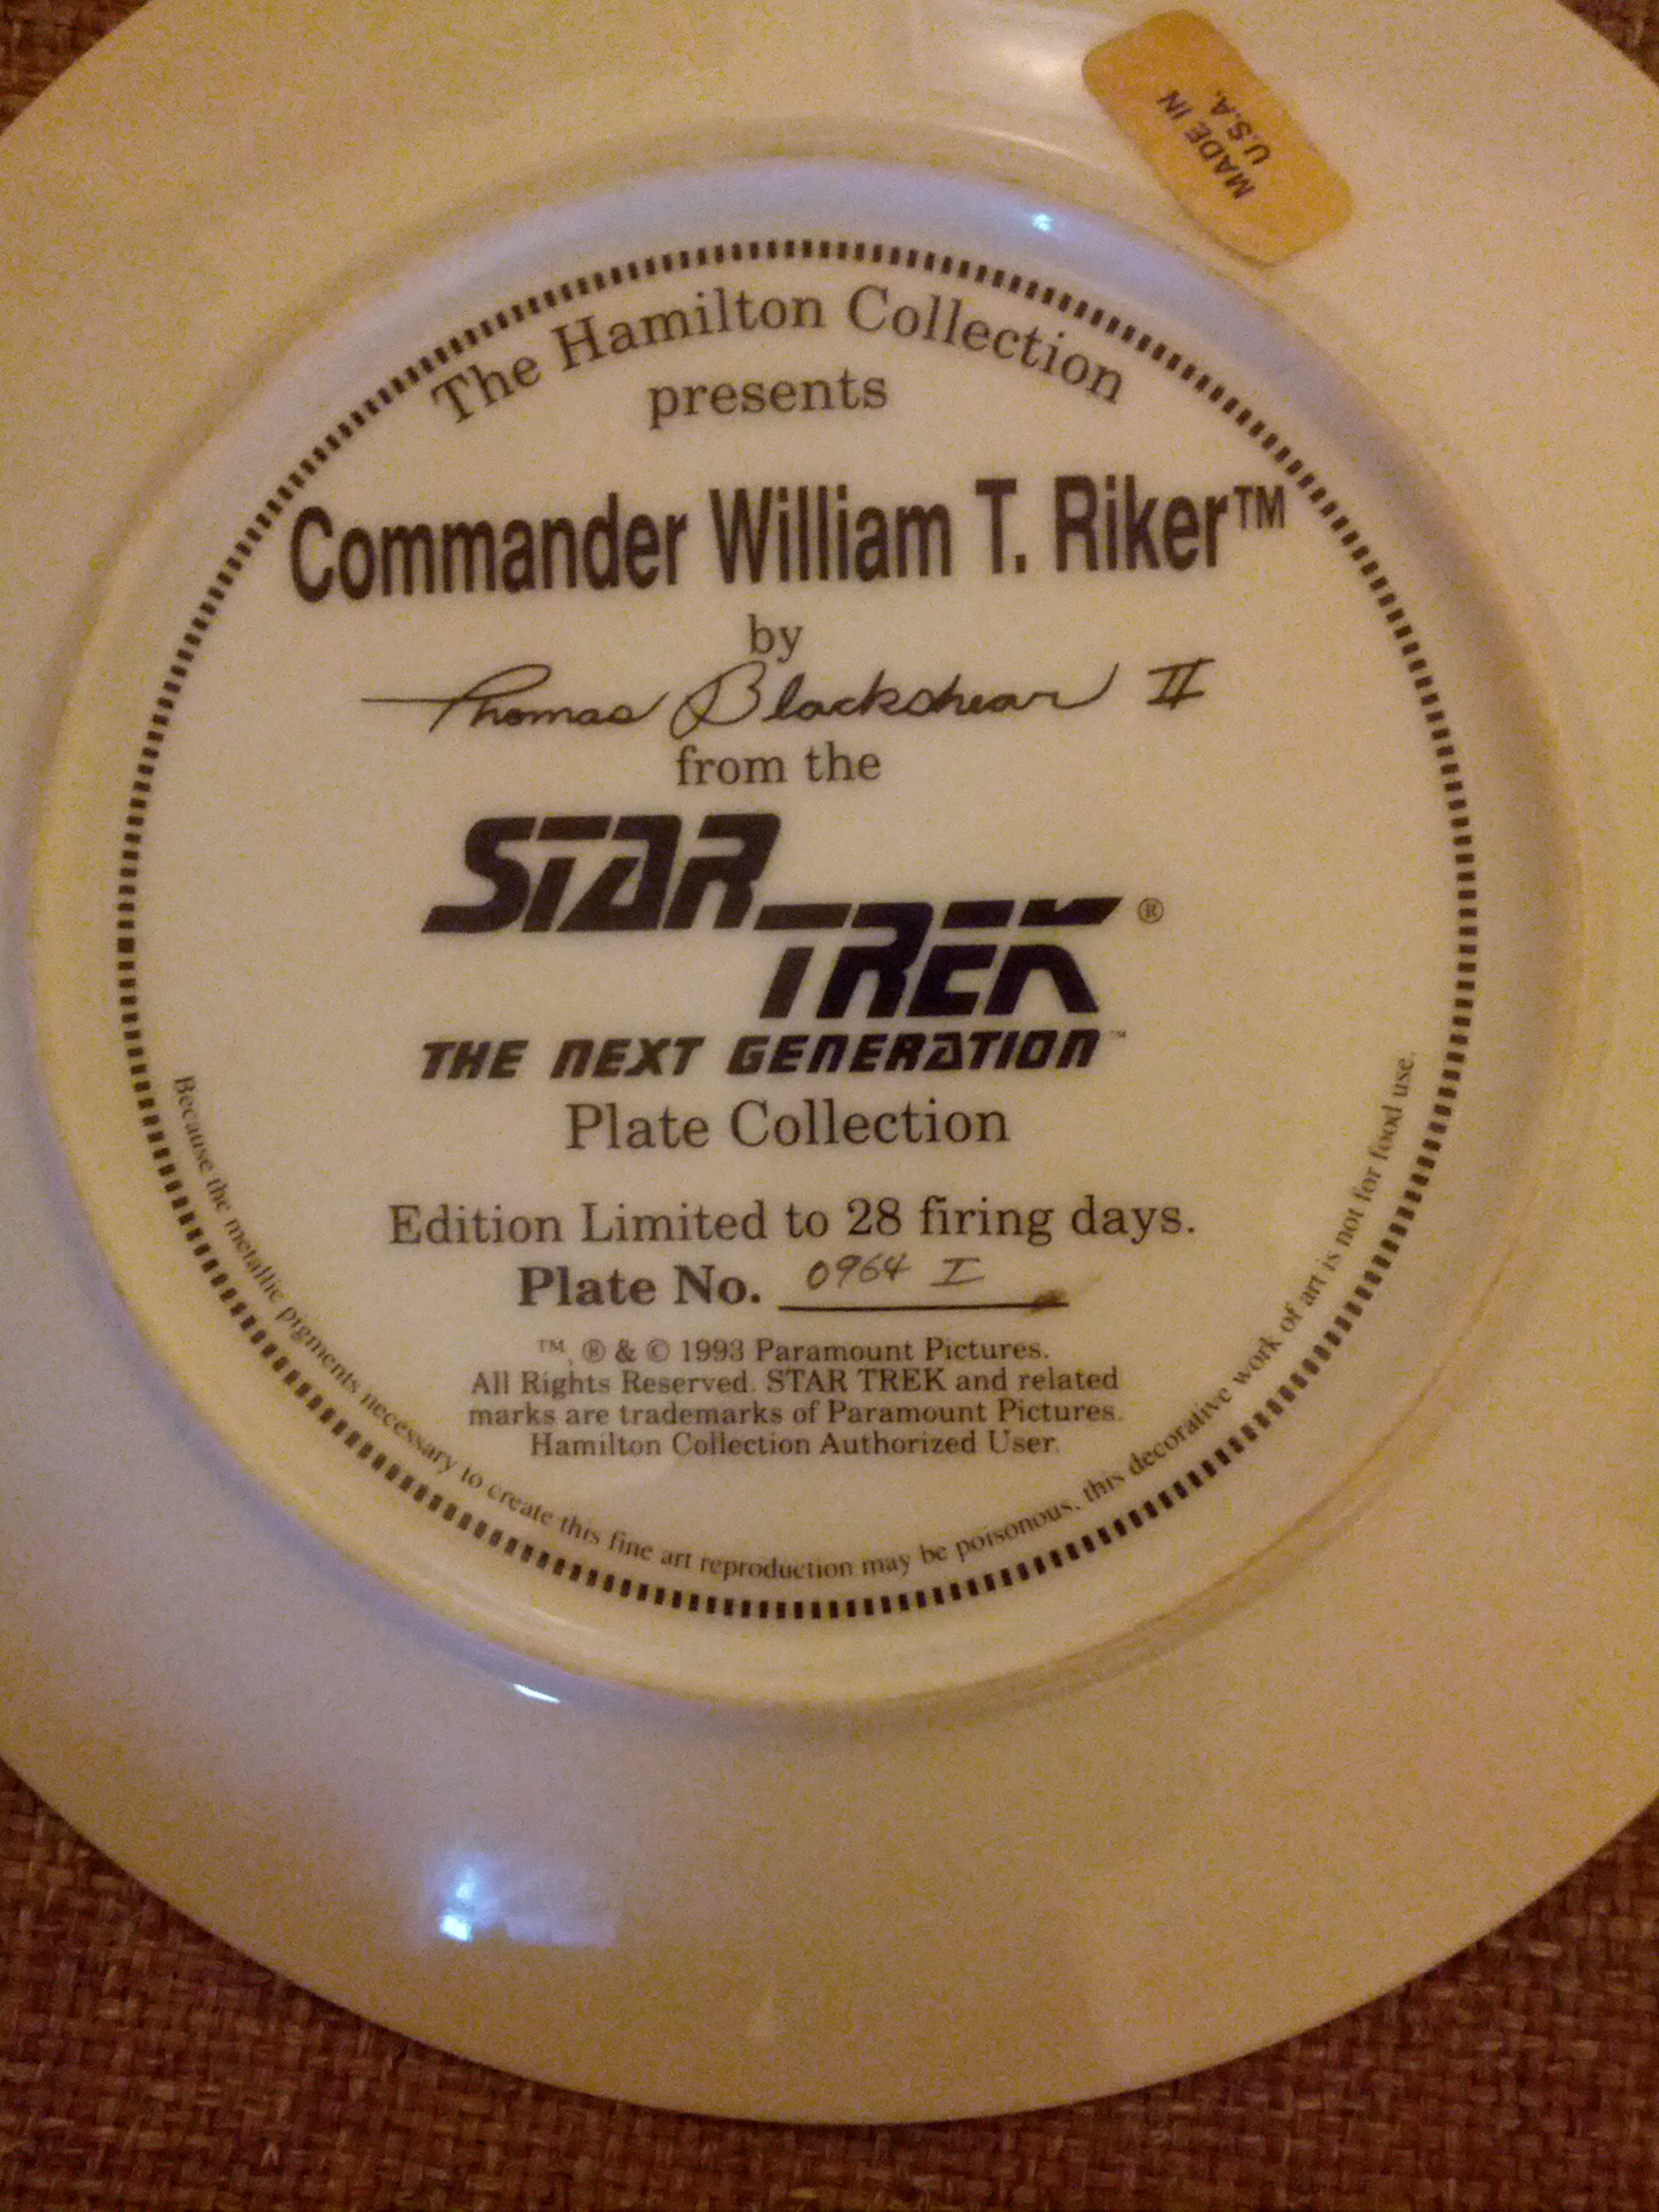 MADE IN
U.S.A.
The Hamilton Collection
presents
Commander William T. Riker™
by
Thomas Blackshear II
from the
STAR
TREK®
THE NEXT GENERATION™
Plate Collection
Edition Limited to 28 firing days.
Plate No. 0964 I
™, ® & © 1993 Paramount Pictures.
All Rights Reserved. STAR TREK and related
marks are trademarks of Paramount Pictures.
Hamilton Collection Authorized User.
Because the metallic pigments necessary to create this fine art reproduction may be poisonous, this decorative work of art is not for food use.